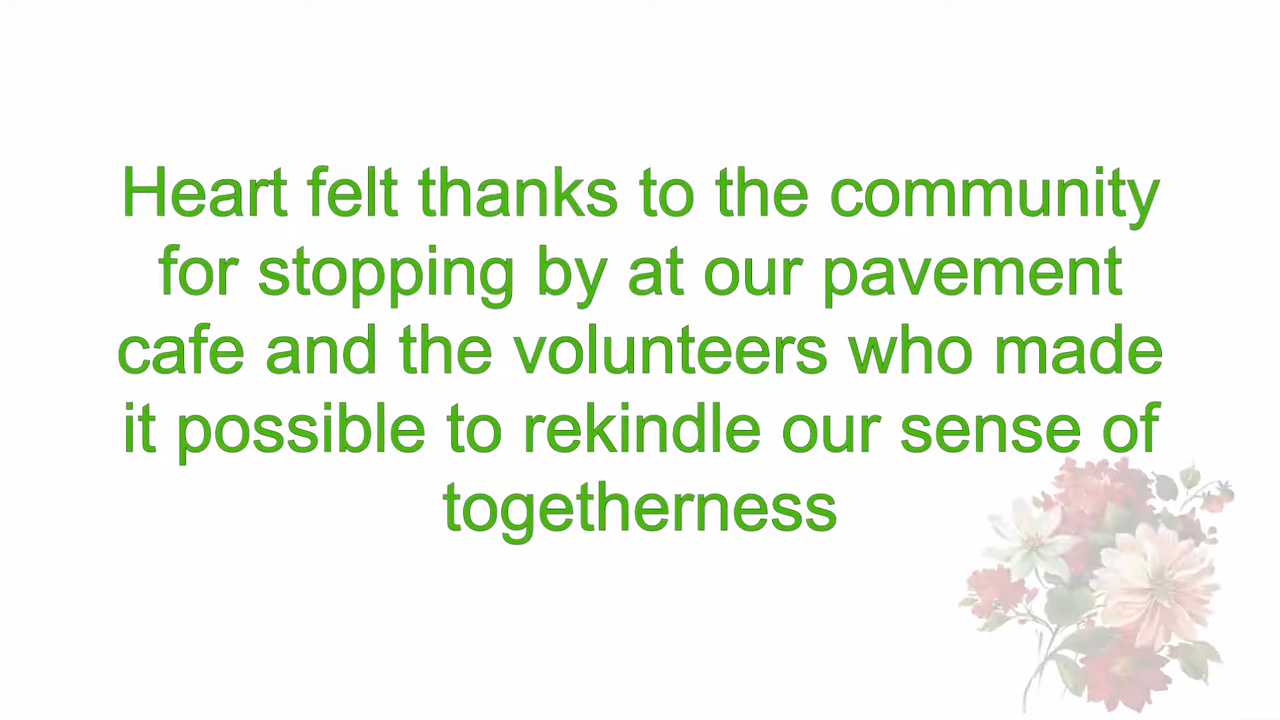 Heart felt thanks to the community
for stopping by at our pavement
cafe and the volunteers who made
it possible to rekindle our sense of
togetherness